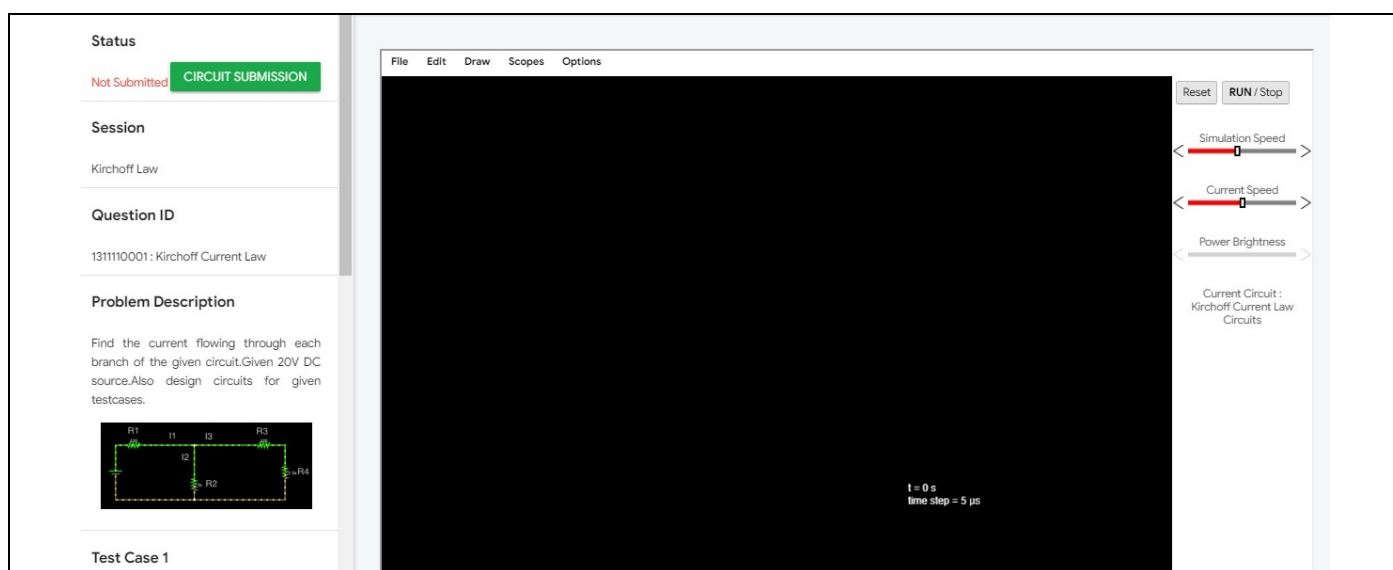 Status
Not Submitted CIRCUIT SUBMISSION
Session
Kirchoff Law
Question ID
1311110001 : Kirchoff Current Law
Problem Description
Find the current flowing through each
branch of the given circuit.Given 20V DC
source.Also design circuits for given
testcases.
R1 I1 I3 R3
I2
R2
R4
Test Case 1
File Edit Draw Scopes Options
t = 0 s
time step = 5 μs
Reset RUN / Stop
Simulation Speed
Current Speed
Power Brightness
Current Circuit :
Kirchoff Current Law
Circuits